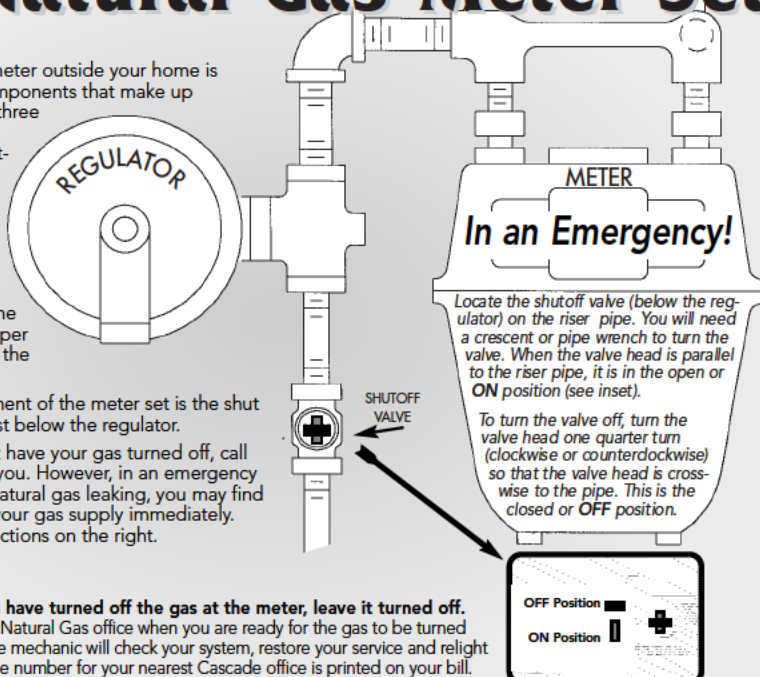 Natural Gas Meter Set
meter outside your home is
mponents that make up
three
t-
REGULATOR
METER
In an Emergency!
Locate the shutoff valve (below the reg-
ulator) on the riser pipe. You will need
a crescent or pipe wrench to turn the
valve. When the valve head is parallel
to the riser pipe, it is in the open or
ON position (see inset).
To turn the valve off, turn the
valve head one quarter turn
(clockwise or counterclockwise)
so that the valve head is cross-
wise to the pipe. This is the
closed or OFF position.
ne
per
the
nent of the meter set is the shut
st below the regulator.
SHUTOFF
VALVE
t have your gas turned off, call
you. However, in an emergency
atural gas leaking, you may find
our gas supply immediately.
ctions on the right.
OFF Position
ON Position
have turned off the gas at the meter, leave it turned off.
Natural Gas office when you are ready for the gas to be turned
e mechanic will check your system, restore your service and relight
e number for your nearest Cascade office is printed on your bill.